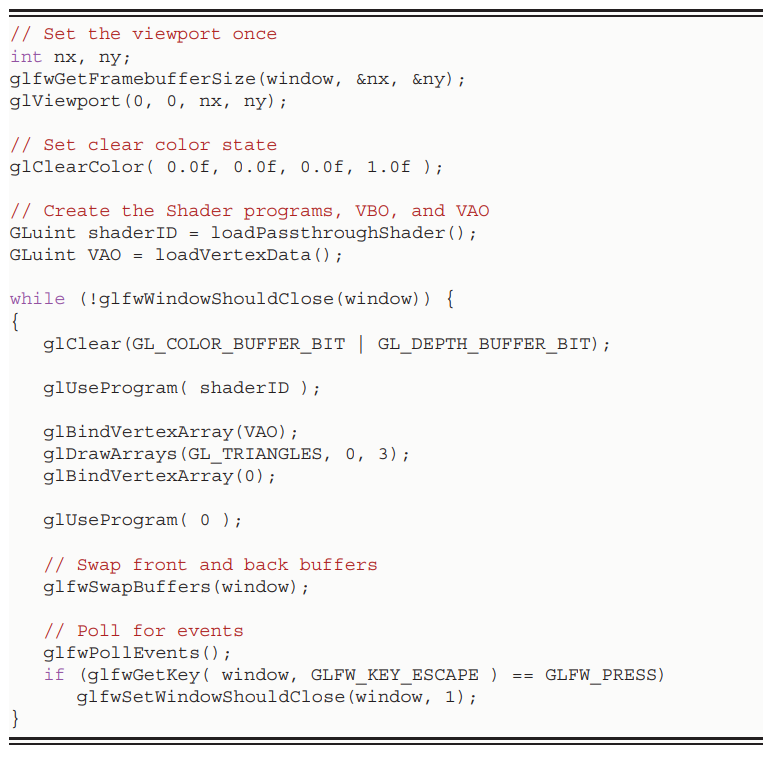 // Set the viewport once
int nx, ny;
glfwGetFramebufferSize(window, &nx, &ny);
glViewport(0, 0, nx, ny);

// Set clear color state
glClearColor( 0.0f, 0.0f, 0.0f, 1.0f );

// Create the Shader programs, VBO, and VAO
GLuint shaderID = loadPassthroughShader();
GLuint VAO = loadVertexData();

while (!glfwWindowShouldClose(window)) {
{
   glClear(GL_COLOR_BUFFER_BIT | GL_DEPTH_BUFFER_BIT);

   glUseProgram( shaderID );

   glBindVertexArray(VAO);
   glDrawArrays(GL_TRIANGLES, 0, 3);
   glBindVertexArray(0);

   glUseProgram( 0 );

   // Swap front and back buffers
   glfwSwapBuffers(window);

   // Poll for events
   glfwPollEvents();
   if (glfwGetKey( window, GLFW_KEY_ESCAPE ) == GLFW_PRESS)
      glfwSetWindowShouldClose(window, 1);
}